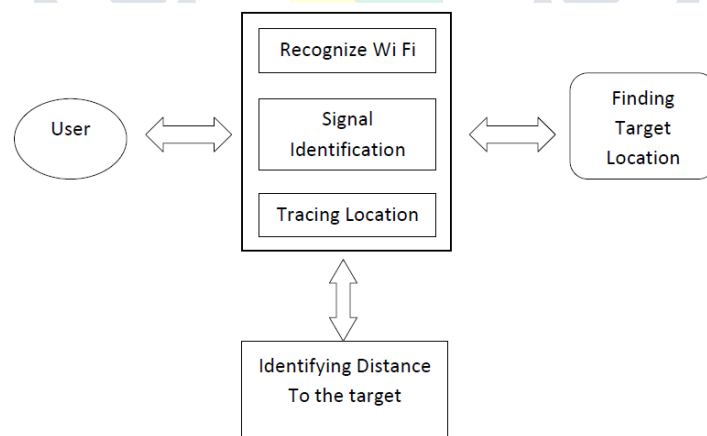 Recognize Wi Fi
User
Signal
Identification
Finding
Target
Location
Tracing Location
Identifying Distance
To the target